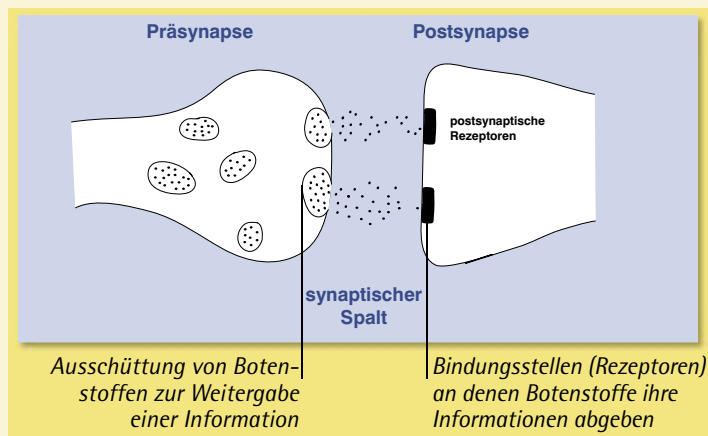 Präsynapse
Postsynapse
postsynaptische
Rezeptoren
synaptischer
Spalt
Ausschüttung von Boten-
stoffen zur Weitergabe
einer Information
Bindungsstellen (Rezeptoren)
an denen Botenstoffe ihre
Informationen abgeben